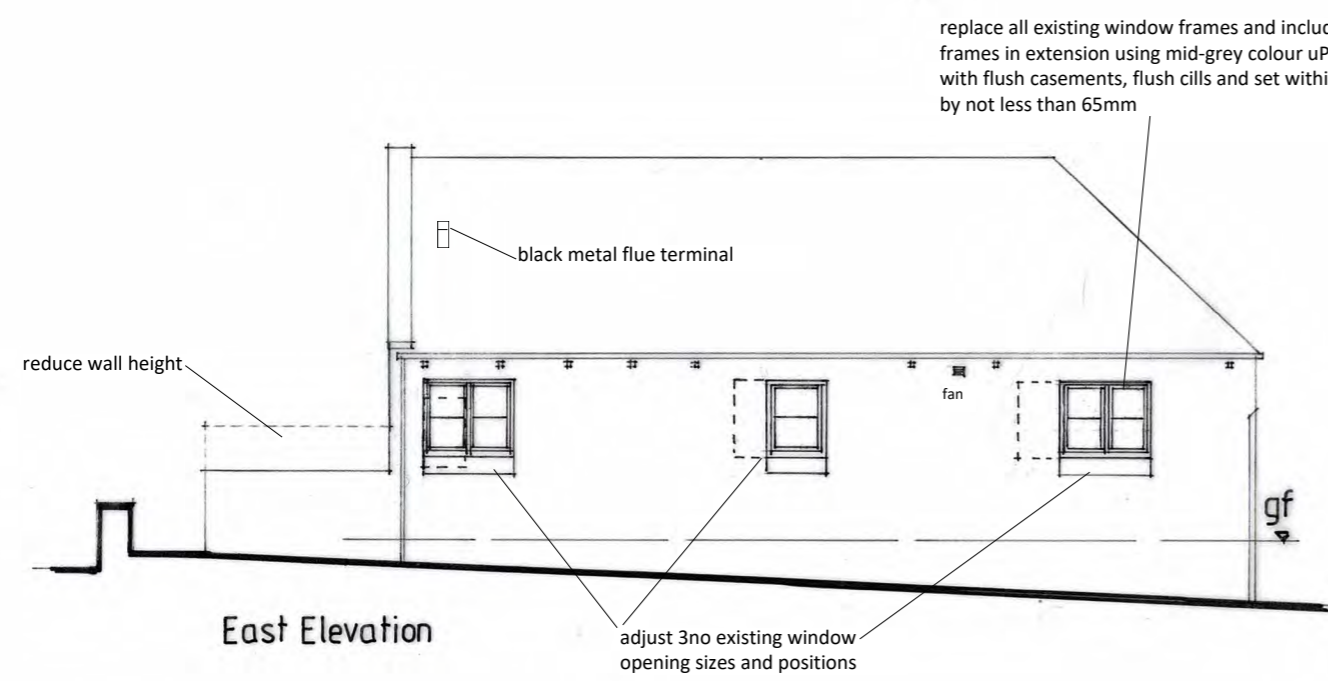 replace all existing window frames and includ
frames in extension using mid-grey colour uP
with flush casements, flush cills and set withi
by not less than 65mm
black metal flue terminal
reduce wall height
fan
gf
East Elevation
adjust 3no existing window
opening sizes and positions